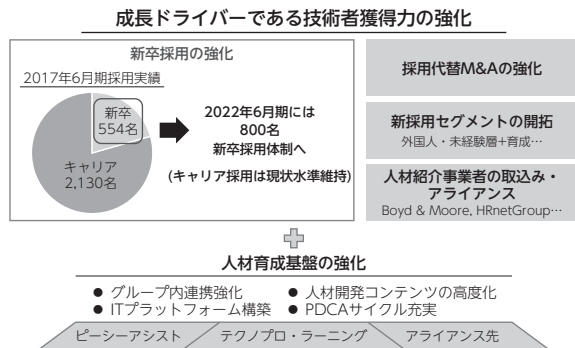 成長ドライバーである技術者獲得力の強化
新卒採用の強化
2017年6月期採用実績
新卒
554名
キャリア
2,130名
2022年6月期には
800名
新卒採用体制へ
(キャリア採用は現状水準維持)
採用代替M&Aの強化
新採用セグメントの開拓
外国人・未経験層+育成…
人材紹介事業者の取込み・
アライアンス
Boyd & Moore, HRnetGroup…
人材育成基盤の強化
● グループ内連携強化
● 人材開発コンテンツの高度化
● ITプラットフォーム構築
● PDCAサイクル充実
ピーシーアシスト
テクノプロ・ラーニング
アライアンス先